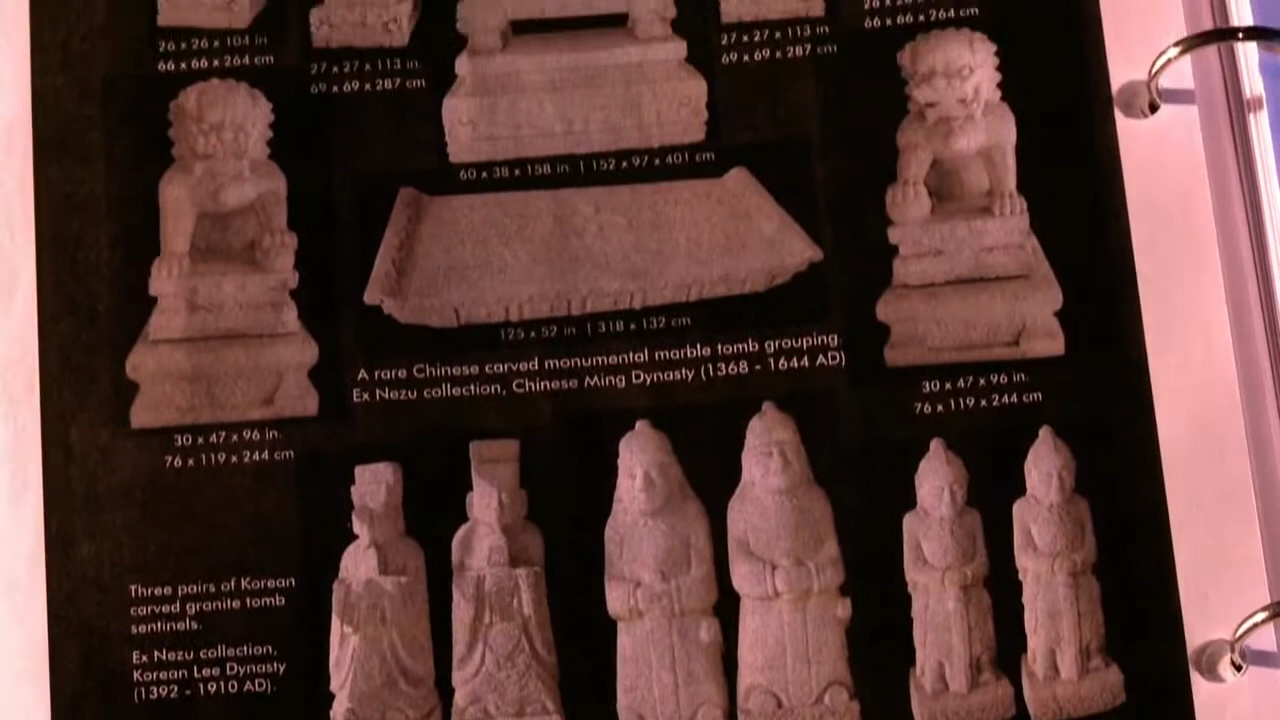 26 x 26 x 104 in
66 x 66 x 264 cm
27 x 27 x 113 in.
69 x 69 x 287 cm
27 x 27 x 113 in
69 x 69 x 287 cm
66 x 66 x 264 cm
60 x 38 x 158 in. | 152 x 97 x 401 cm
125 x 52 in. | 318 x 132 cm
A rare Chinese carved monumental marble tomb grouping.
Ex Nezu collection, Chinese Ming Dynasty (1368 - 1644 AD)
30 x 47 x 96 in.
76 x 119 x 244 cm
30 x 47 x 96 in.
76 x 119 x 244 cm
Three pairs of Korean
carved granite tomb
sentinels.
Ex Nezu collection,
Korean Lee Dynasty
(1392 - 1910 AD).